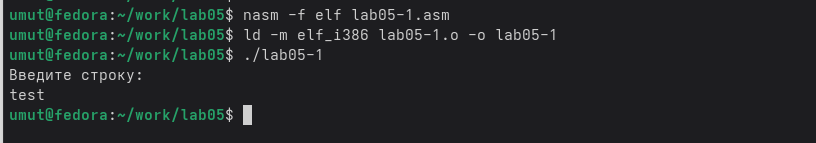 umut@fedora:~/work/lab05$ nasm -f elf lab05-1.asm
umut@fedora:~/work/lab05$ ld -m elf_i386 lab05-1.o -o lab05-1
umut@fedora:~/work/lab05$ ./lab05-1
Введите строку:
test
umut@fedora:~/work/lab05$